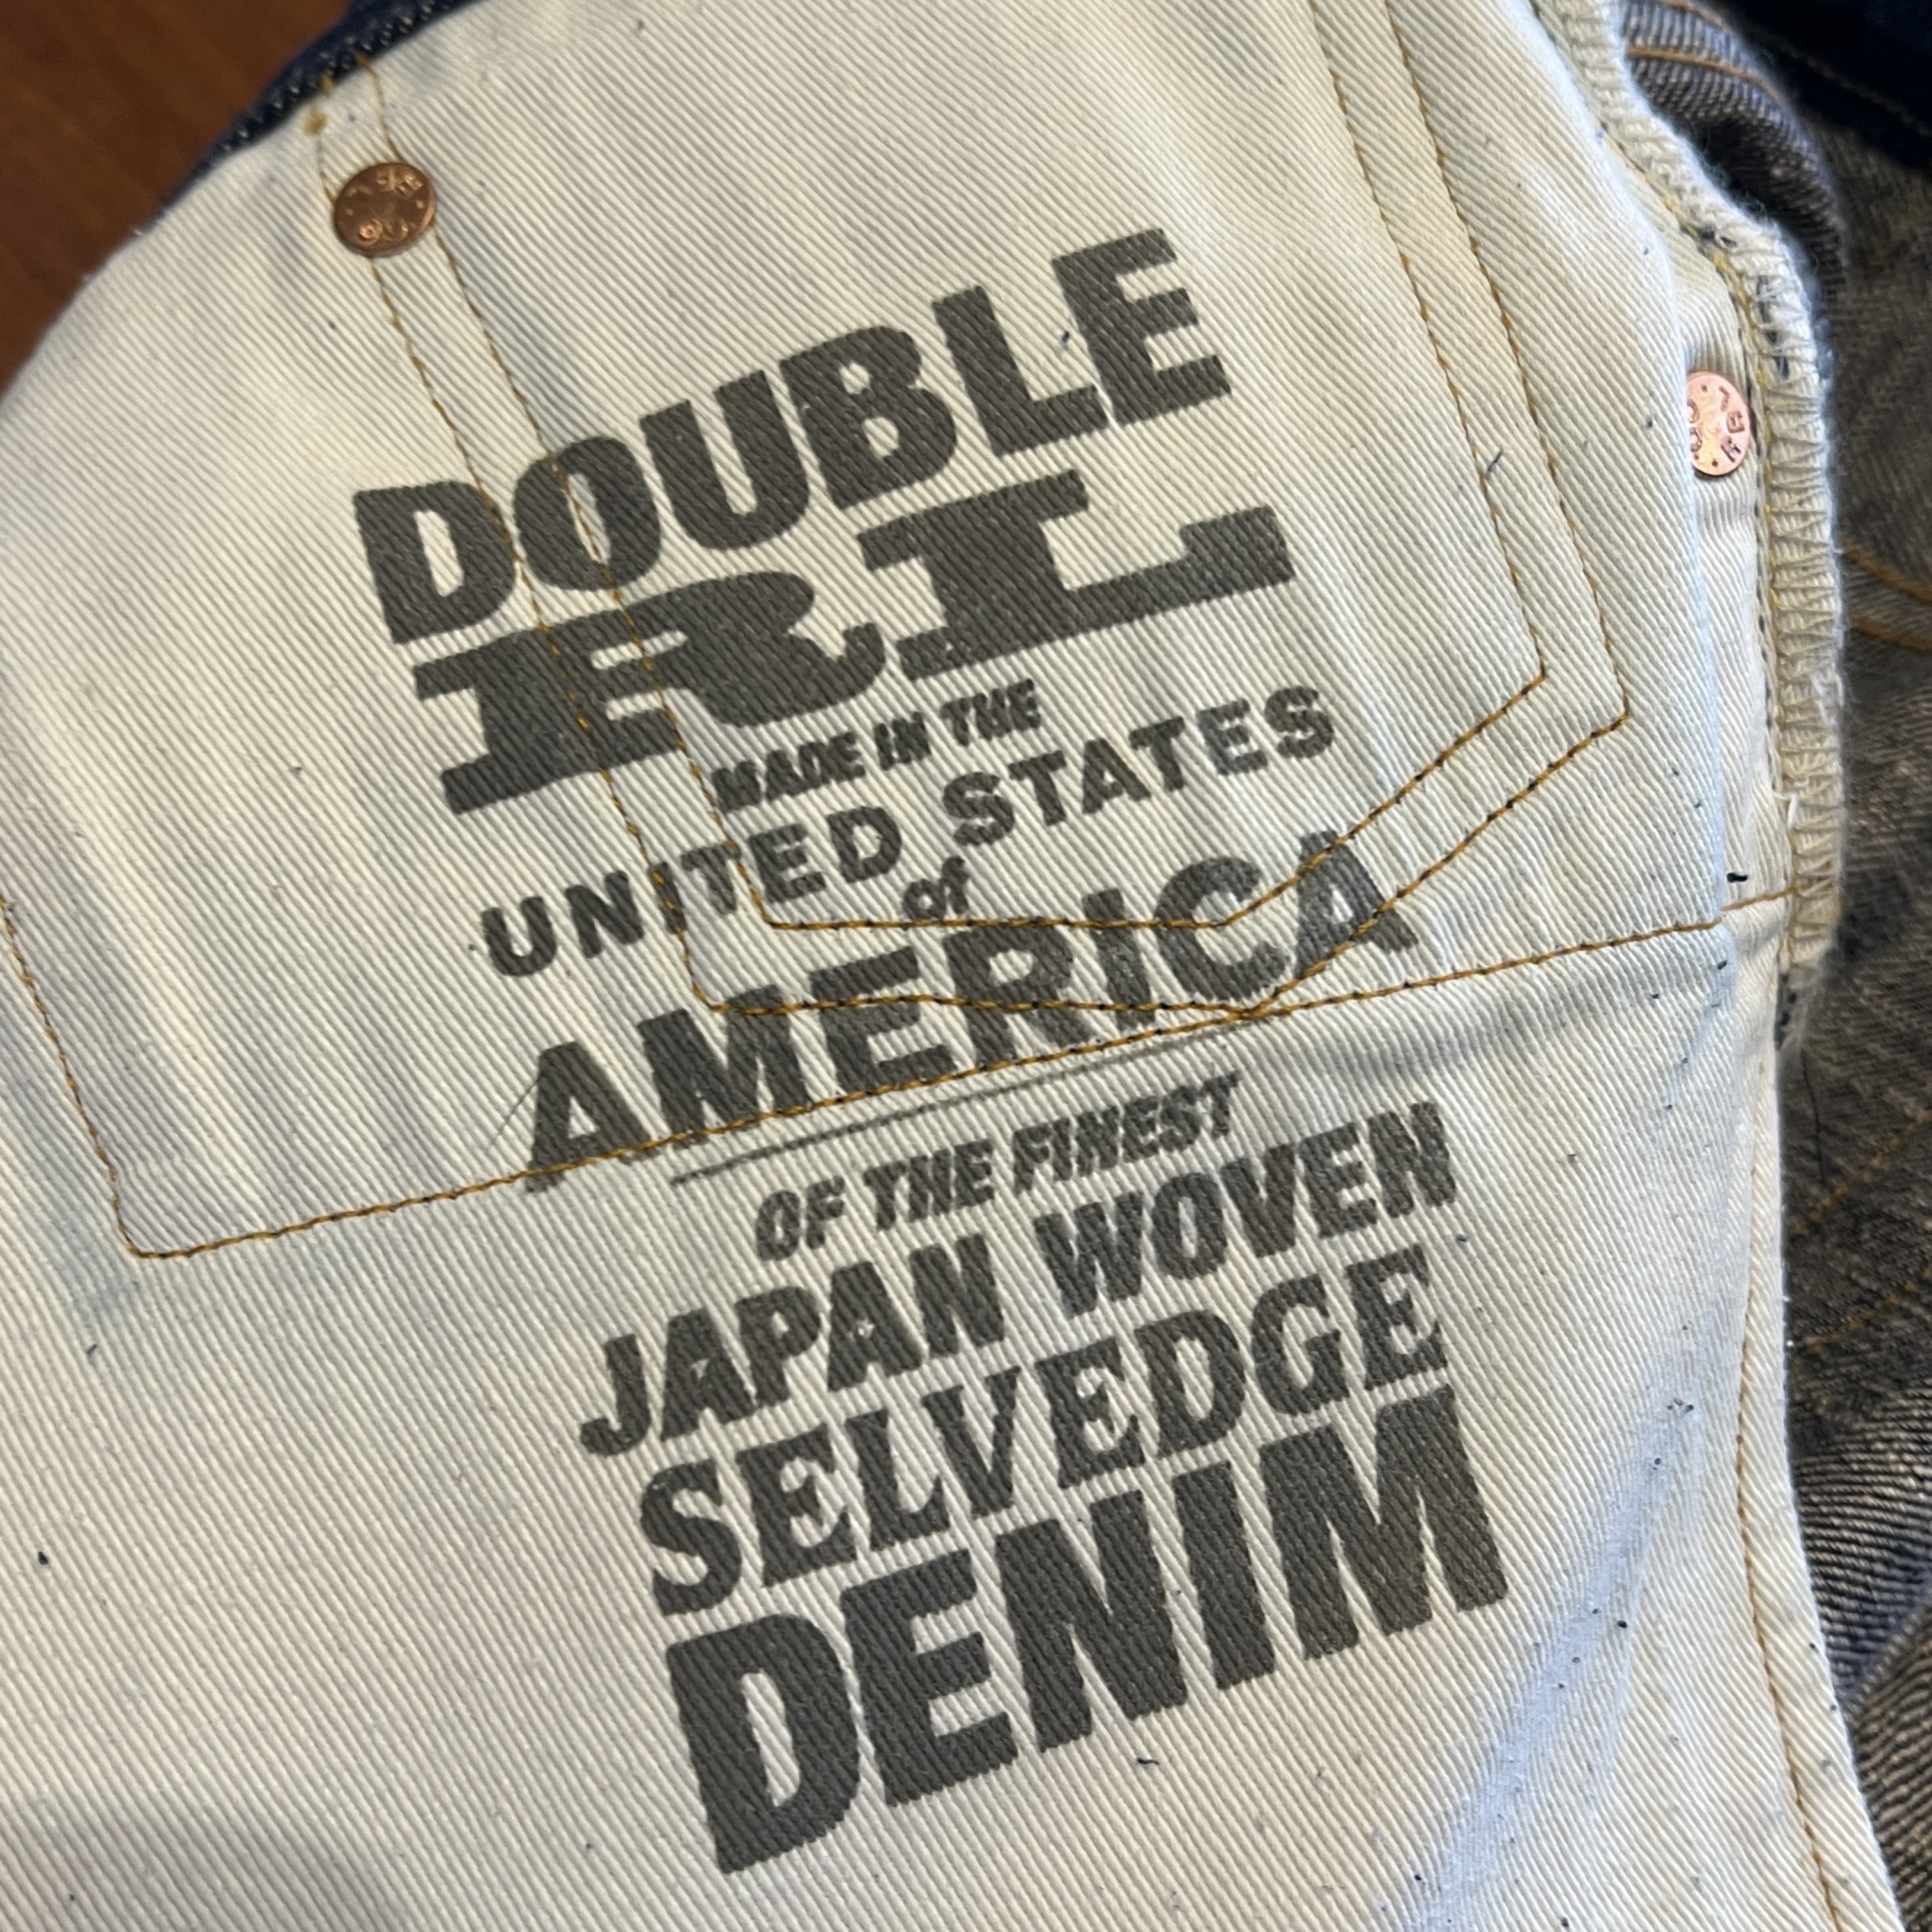 DOUBLE
RL
MADE IN THE
UNITED STATES
of
AMERICA
OF THE FINEST
JAPAN WOVEN
SELVEDGE
DENIM